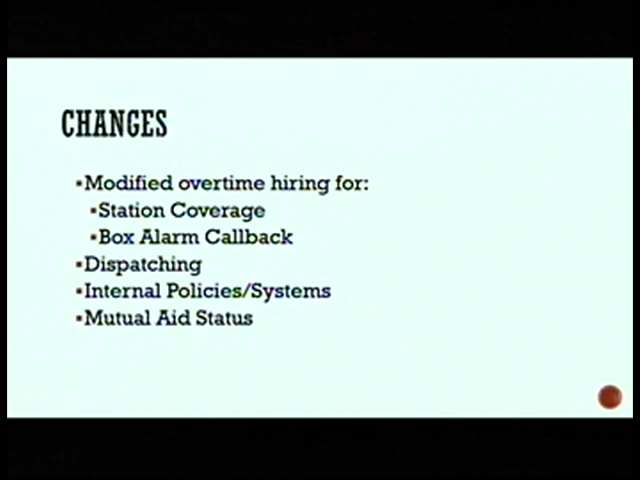 CHANGES
▪Modified overtime hiring for:
▪Station Coverage
▪Box Alarm Callback
▪Dispatching
▪Internal Policies/Systems
▪Mutual Aid Status